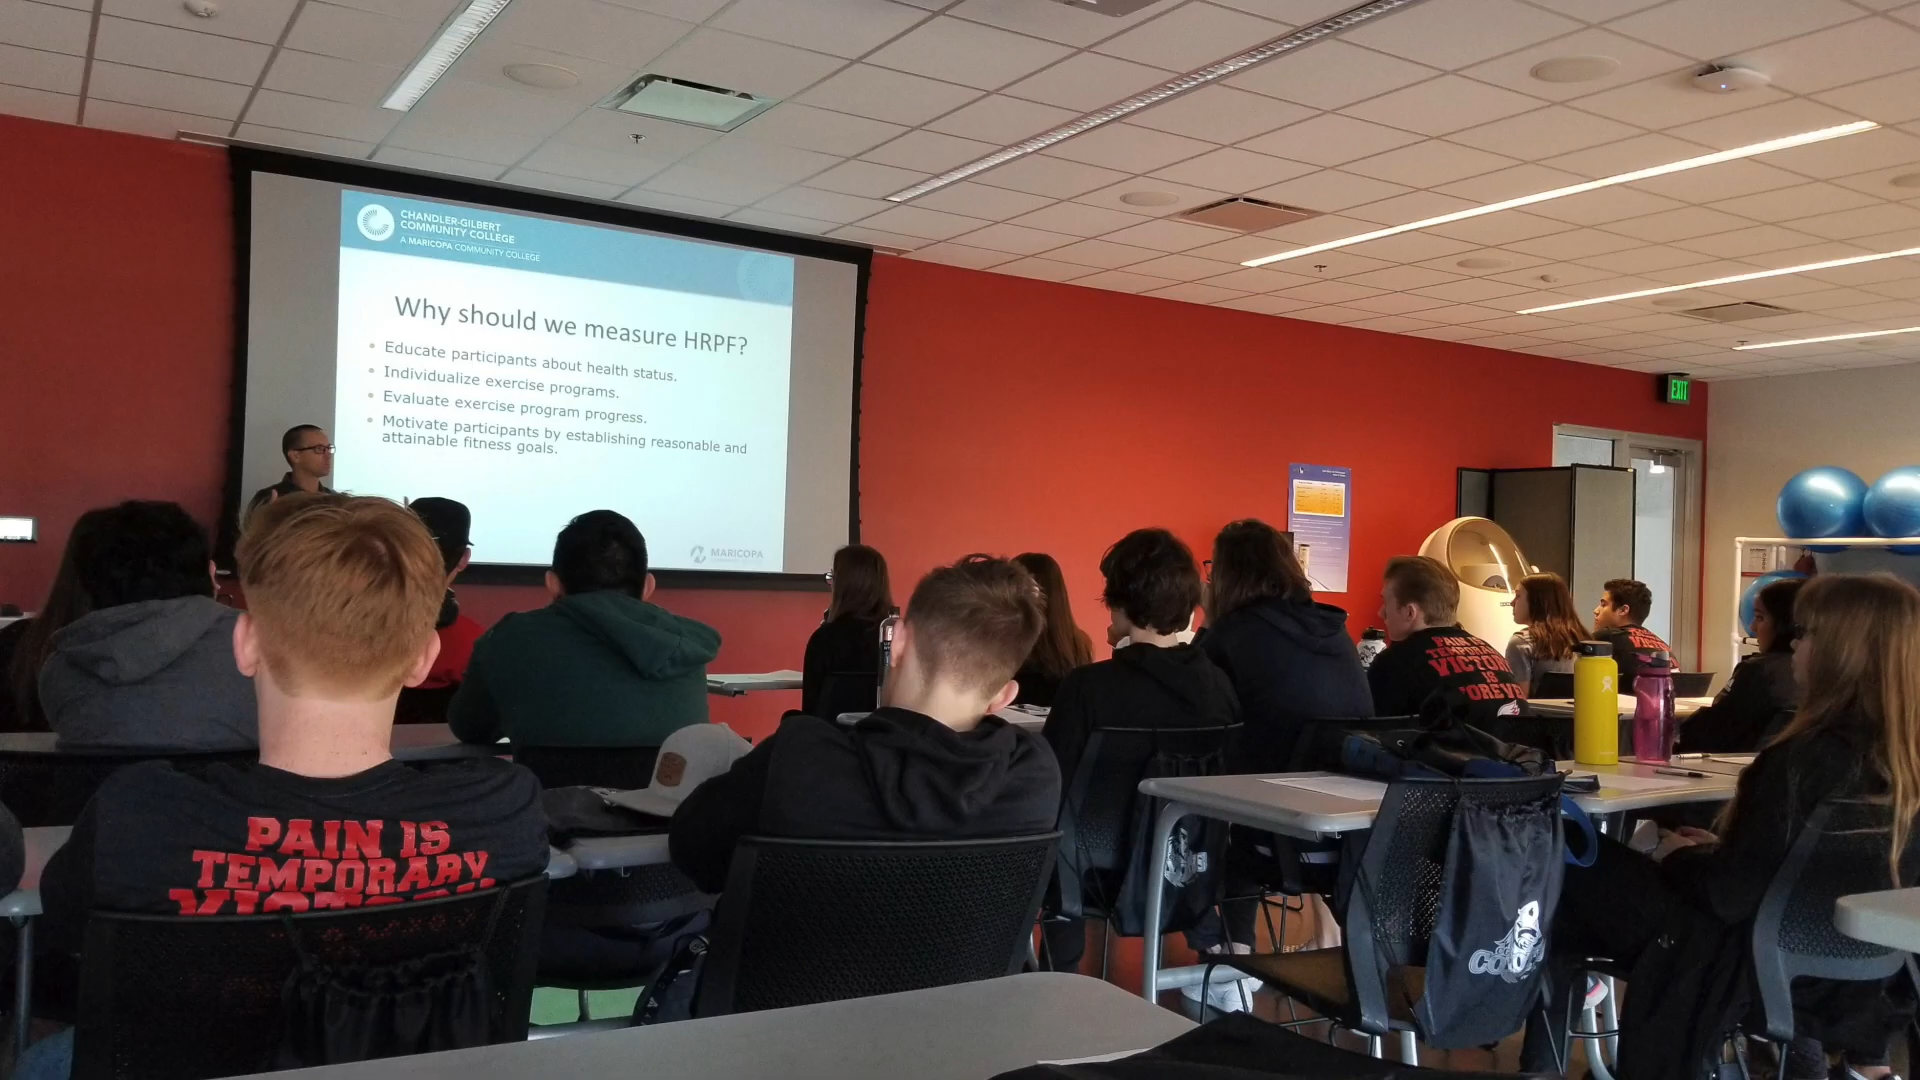 CHANDLER-GILBERT
COMMUNITY COLLEGE
A MARICOPA COMMUNITY COLLEGE
Why should we measure HRPF?
• Educate participants about health status.
• Individualize exercise programs.
• Evaluate exercise program progress.
• Motivate participants by establishing reasonable and
attainable fitness goals.
MARICOPA
EXIT
PAIN IS
TEMPORARY
VICTORY
IS
FOREVER
PAIN IS
TEMPORARY